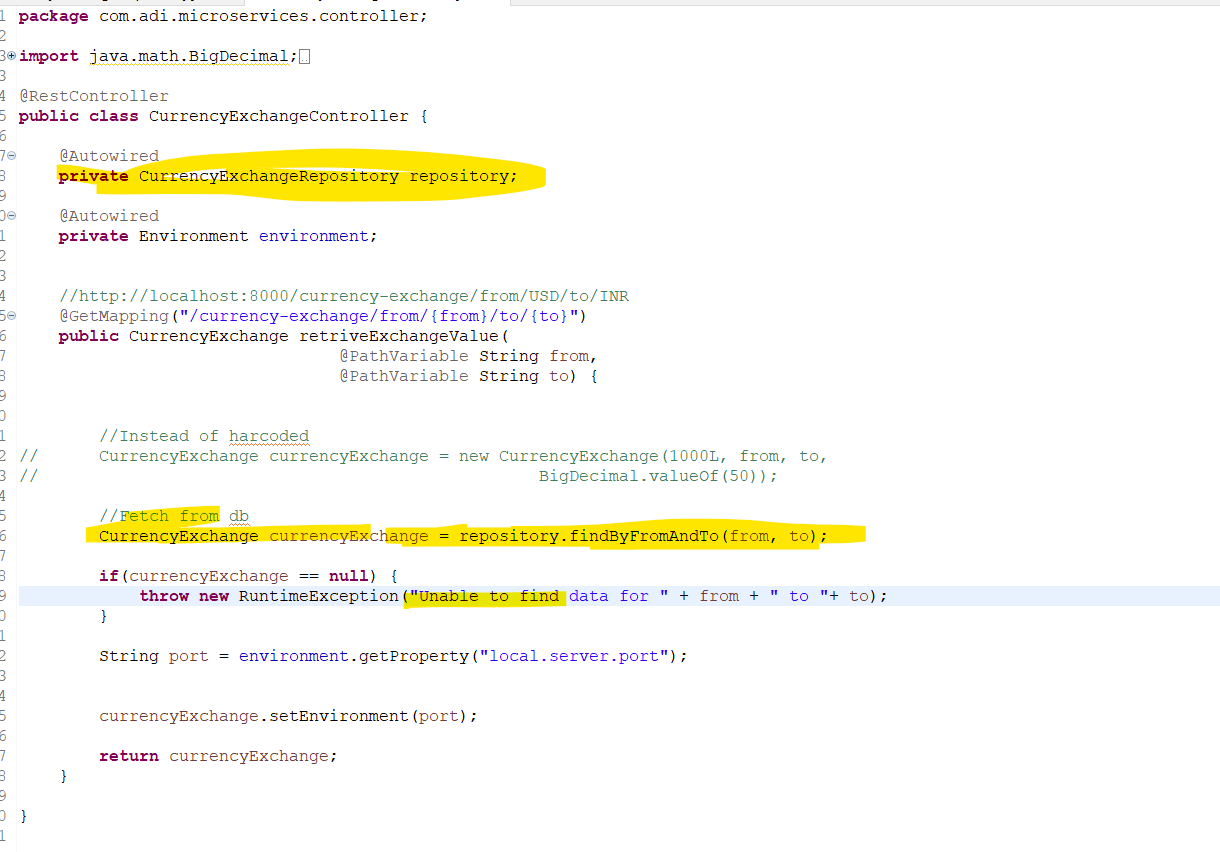 1 package com.adi.microservices.controller;
2
3 import java.math.BigDecimal;
3
4 @RestController
5 public class CurrencyExchangeController {
6
7 @Autowired
8 private CurrencyExchangeRepository repository;
9
0 @Autowired
1 private Environment environment;
2
3
4 //http://localhost:8000/currency-exchange/from/USD/to/INR
5 @GetMapping("/currency-exchange/from/{from}/to/{to}")
6 public CurrencyExchange retriveExchangeValue(
7 @PathVariable String from,
8 @PathVariable String to) {
9
0
1 //Instead of harcoded
2 // CurrencyExchange currencyExchange = new CurrencyExchange(1000L, from, to,
3 // BigDecimal.valueOf(50));
4
5 //Fetch from db
6 CurrencyExchange currencyExchange = repository.findByFromAndTo(from, to);
7
8 if(currencyExchange == null) {
9 throw new RuntimeException("Unable to find data for " + from + " to "+ to);
0 }
1
2 String port = environment.getProperty("local.server.port");
3
4
5 currencyExchange.setEnvironment(port);
6
7 return currencyExchange;
8 }
9
0 }
1